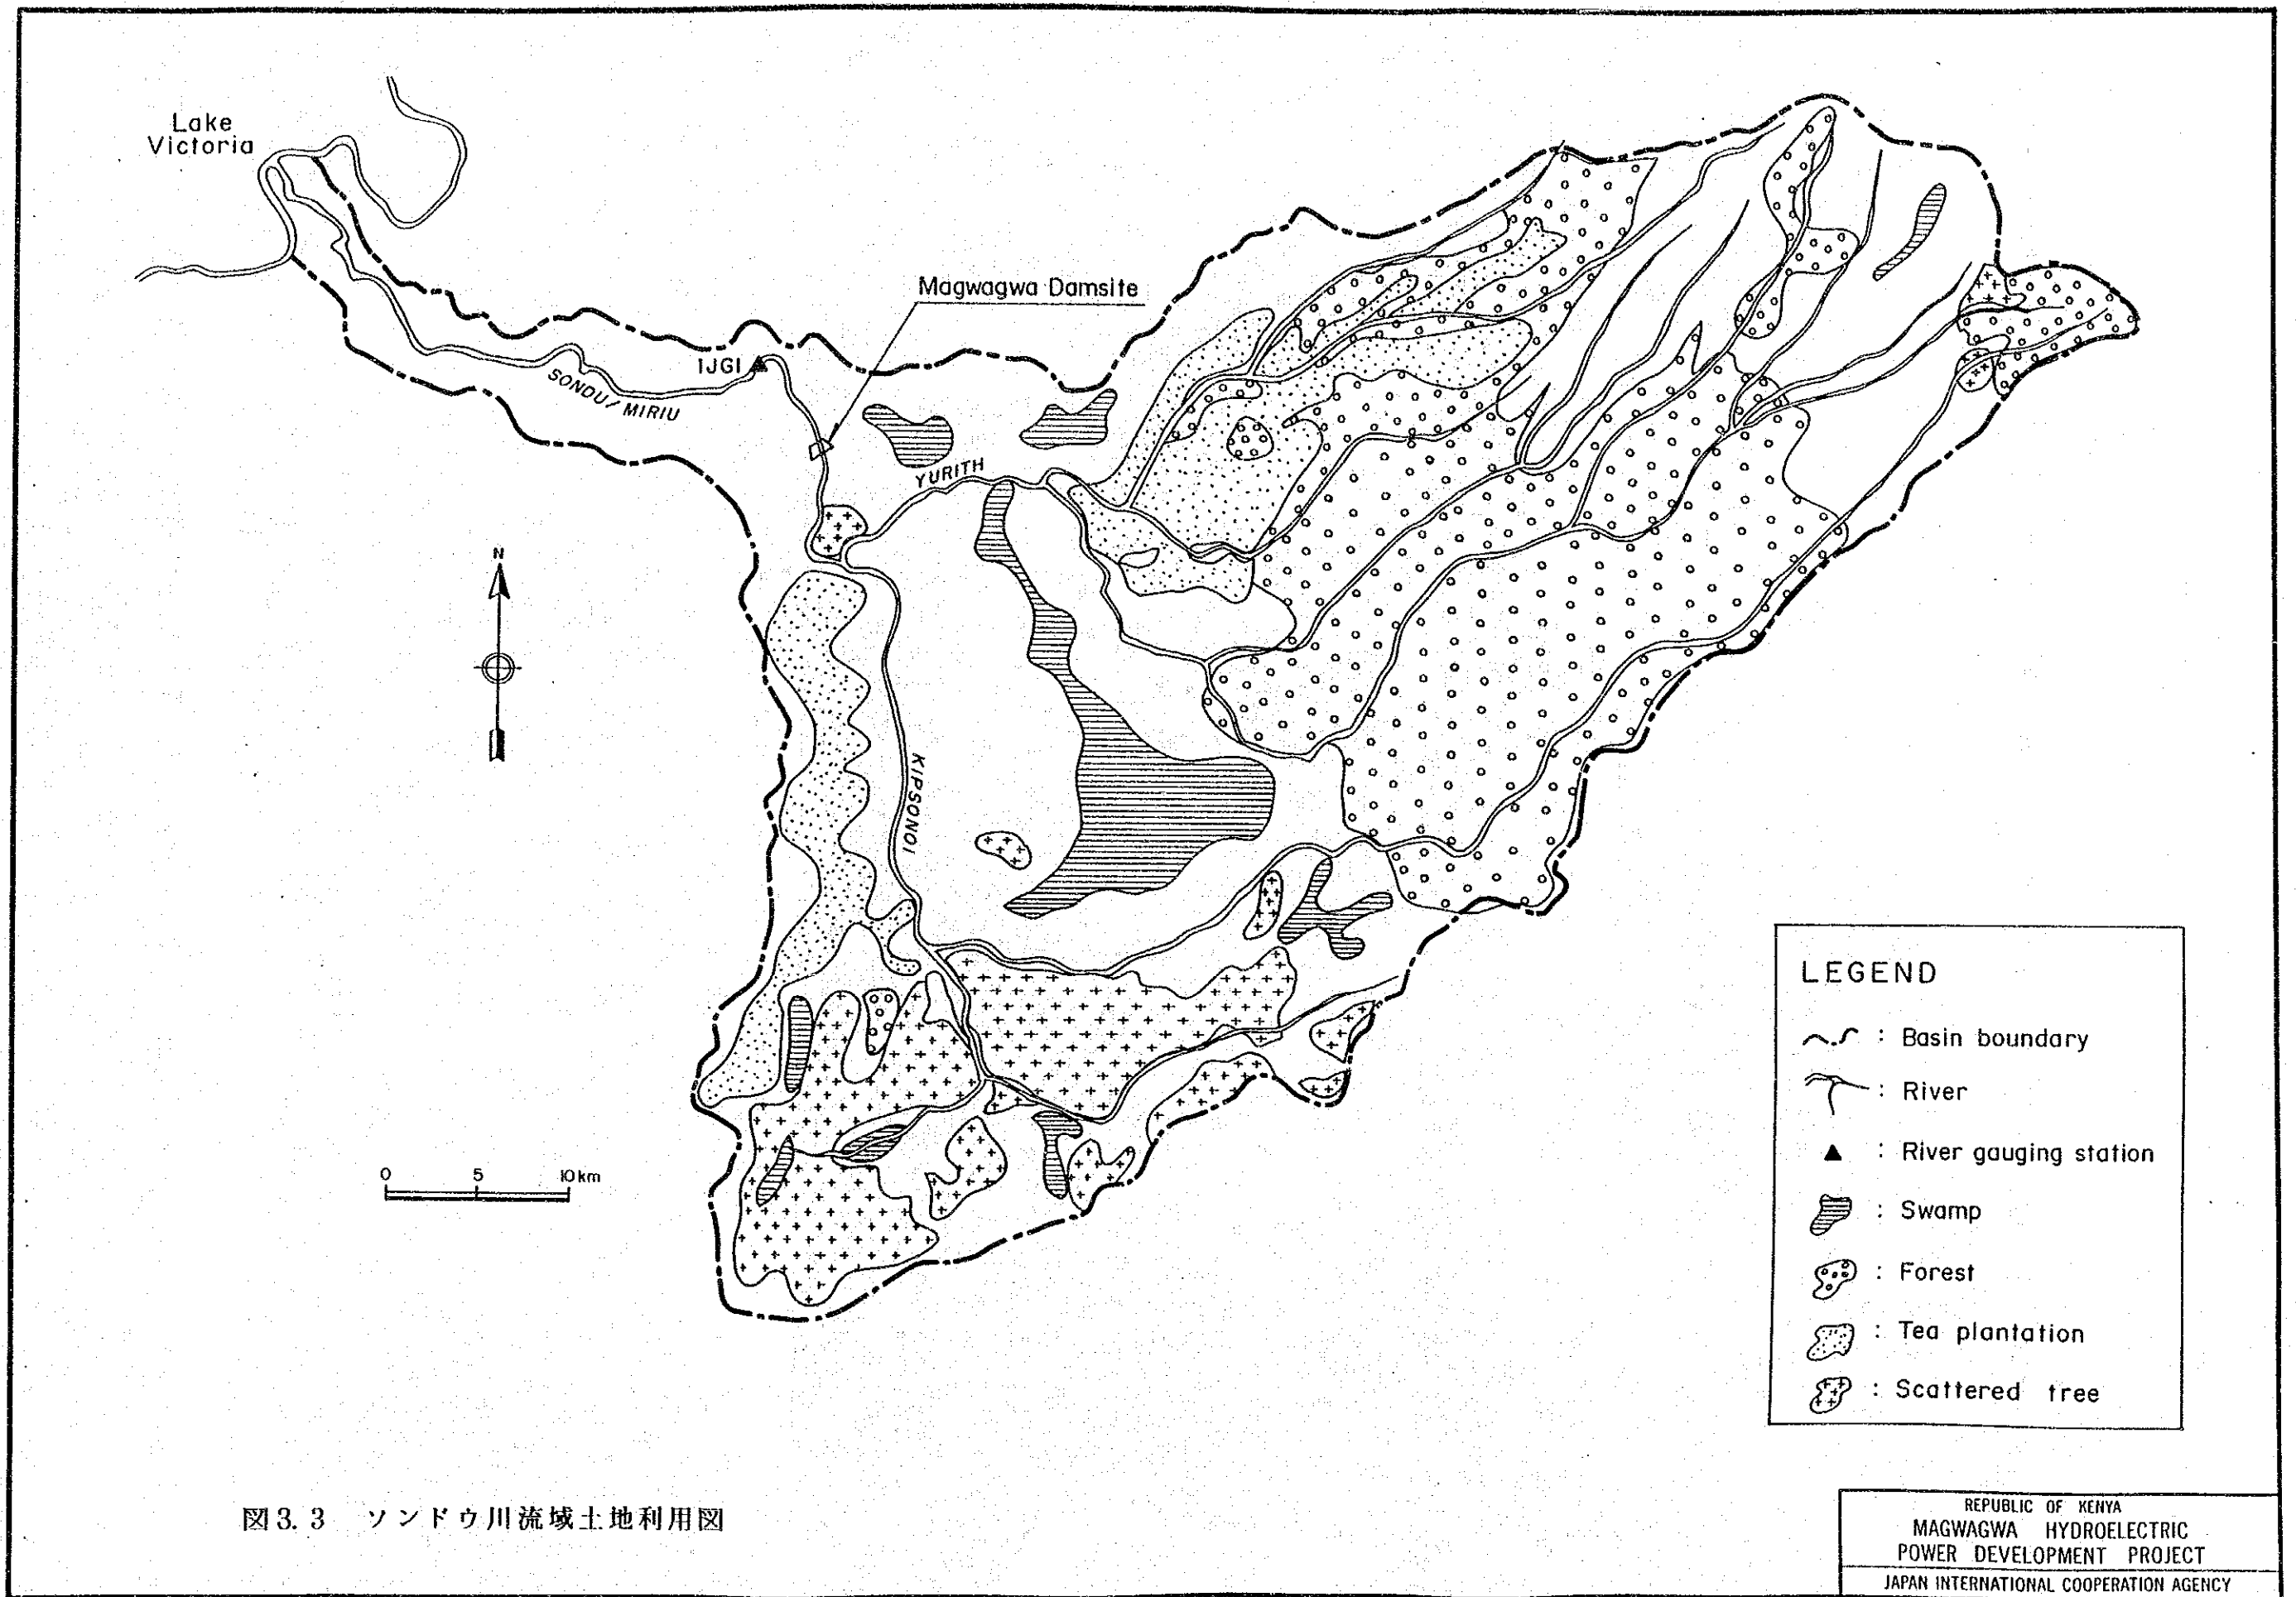 Lake
Victoria
Magwagwa Damsite
1JG1
SONDU/ MIRIU
YURITH
N
KIPSONOI
0 5 10km
LEGEND
: Basin boundary
: River
: River gauging station
: Swamp
: Forest
: Tea plantation
: Scattered tree
図3.3 ソンドウ川流域土地利用図
REPUBLIC OF KENYA
MAGWAGWA HYDROELECTRIC
POWER DEVELOPMENT PROJECT
JAPAN INTERNATIONAL COOPERATION AGENCY